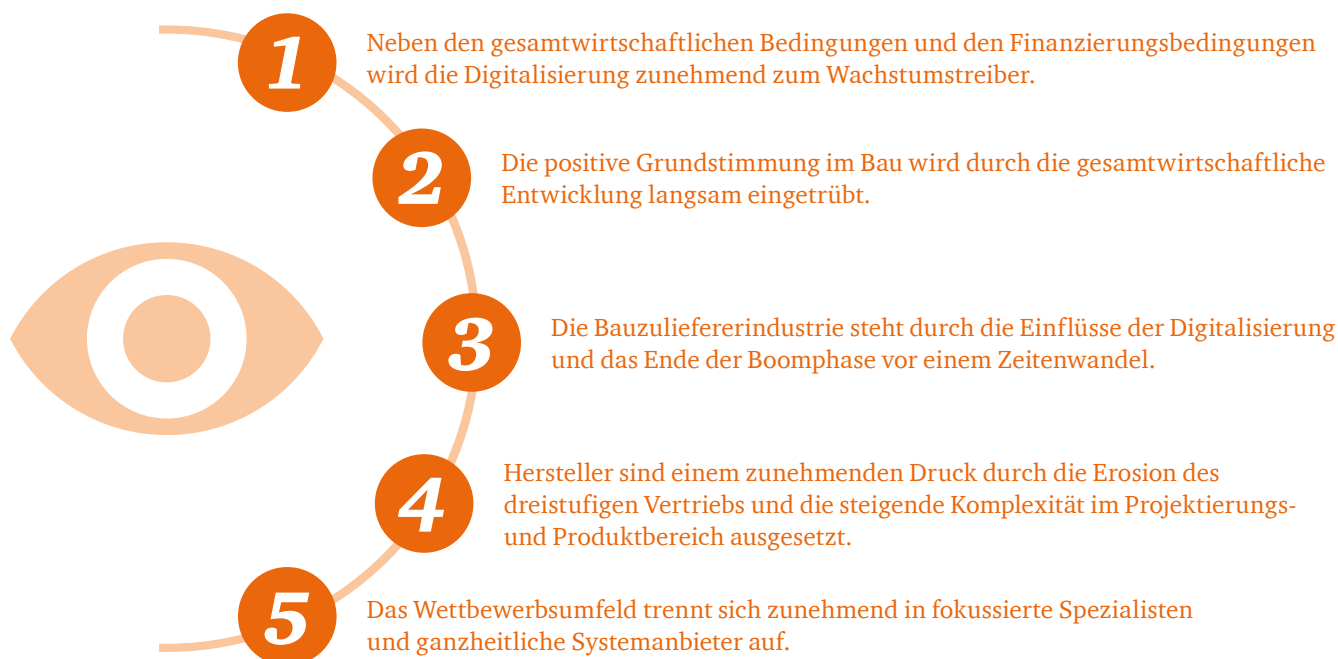 1
Neben den gesamtwirtschaftlichen Bedingungen und den Finanzierungsbedingungen
wird die Digitalisierung zunehmend zum Wachstumstreiber.
2
Die positive Grundstimmung im Bau wird durch die gesamtwirtschaftliche
Entwicklung langsam eingetrübt.
3
Die Bauzuliefererindustrie steht durch die Einflüsse der Digitalisierung
und das Ende der Boomphase vor einem Zeitenwandel.
4
Hersteller sind einem zunehmenden Druck durch die Erosion des
dreistufigen Vertriebs und die steigende Komplexität im Projektierungs-
und Produktbereich ausgesetzt.
5
Das Wettbewerbsumfeld trennt sich zunehmend in fokussierte Spezialisten
und ganzheitliche Systemanbieter auf.